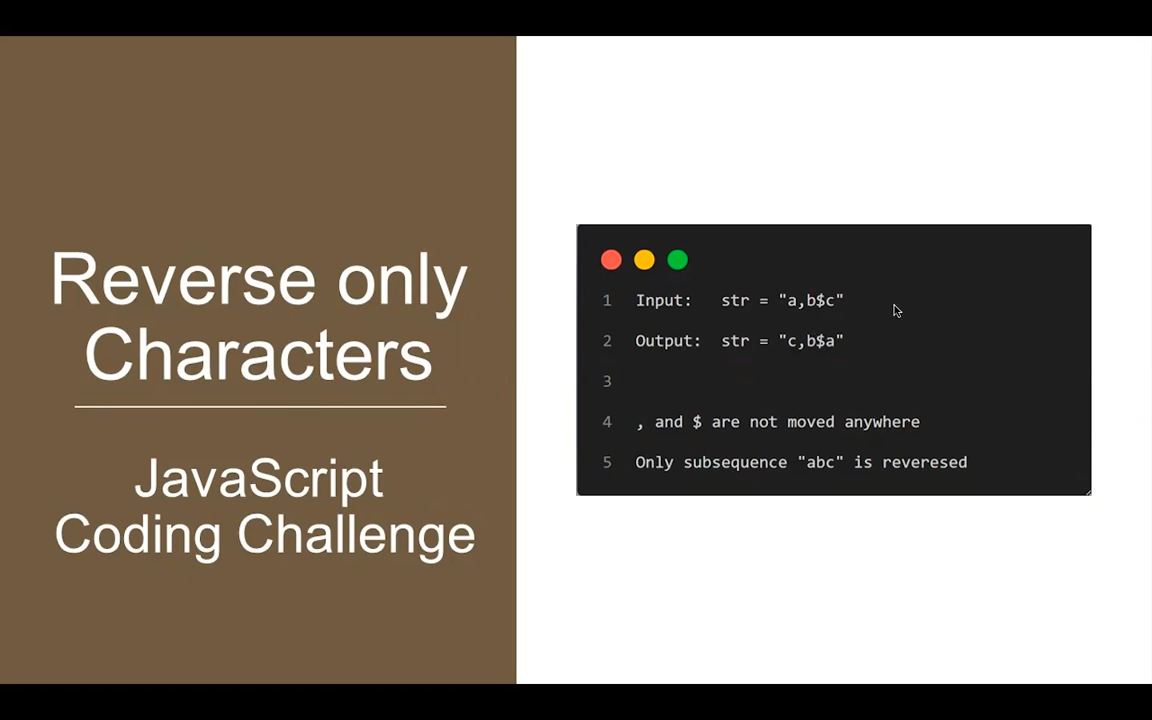 Reverse only
Characters
JavaScript
Coding Challenge
1 Input: str = "a,b$c"
2 Output: str = "c,b$a"
3
4 , and $ are not moved anywhere
5 Only subsequence "abc" is reveresed